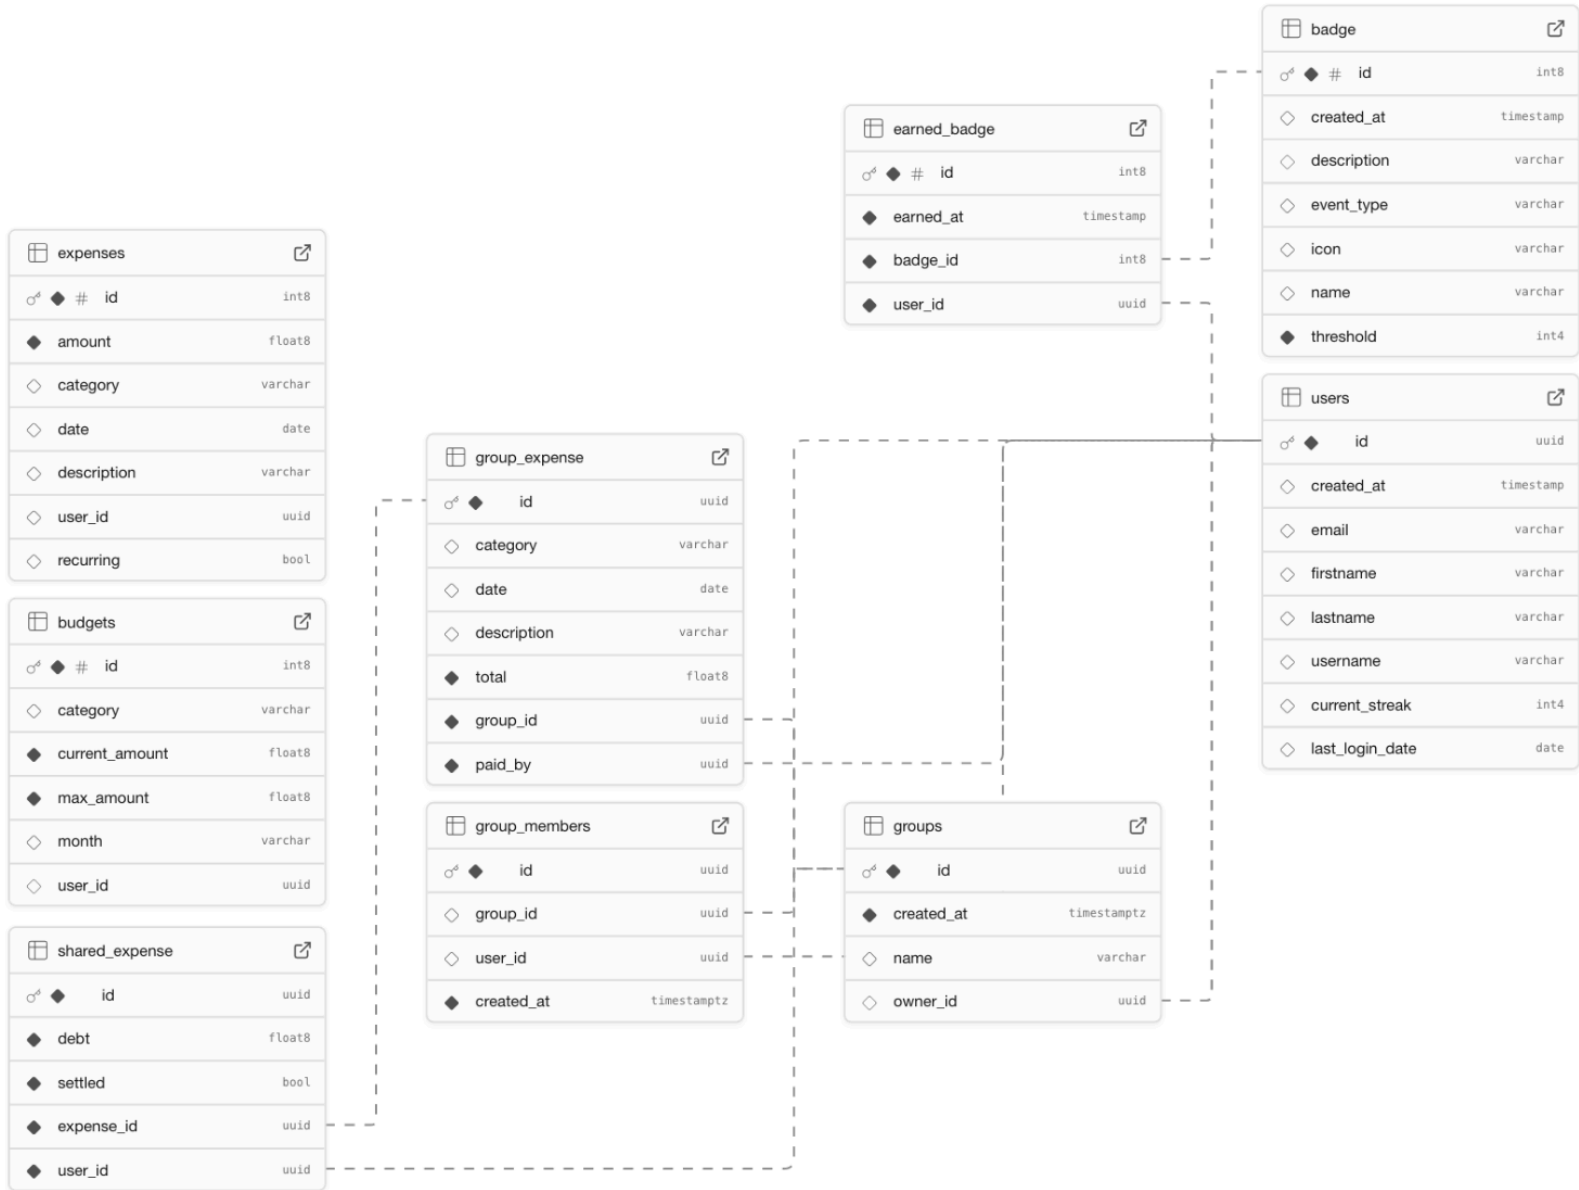 badge
# id int8
created_at timestamp
description varchar
event_type varchar
icon varchar
name varchar
threshold int4
earned_badge
# id int8
earned_at timestamp
badge_id int8
user_id uuid
expenses
# id int8
amount float8
category varchar
date date
description varchar
user_id uuid
recurring bool
users
id uuid
created_at timestamp
email varchar
firstname varchar
lastname varchar
username varchar
current_streak int4
last_login_date date
group_expense
id uuid
category varchar
date date
description varchar
total float8
group_id uuid
paid_by uuid
budgets
# id int8
category varchar
current_amount float8
max_amount float8
month varchar
user_id uuid
group_members
id uuid
group_id uuid
user_id uuid
created_at timestamptz
groups
id uuid
created_at timestamptz
name varchar
owner_id uuid
shared_expense
id uuid
debt float8
settled bool
expense_id uuid
user_id uuid